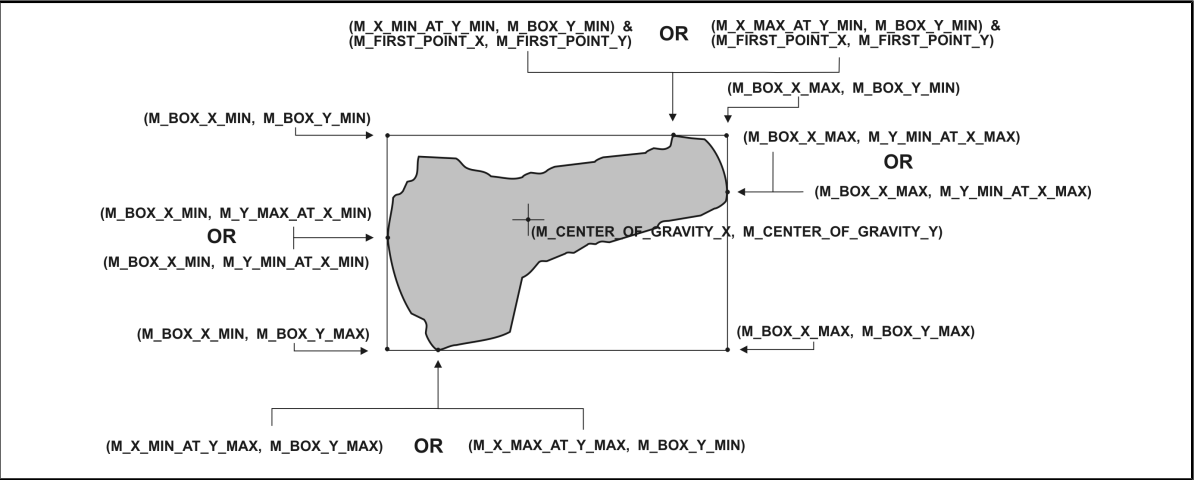 (M_X_MIN_AT_Y_MIN, M_BOX_Y_MIN) &
(M_FIRST_POINT_X, M_FIRST_POINT_Y)
OR
(M_X_MAX_AT_Y_MIN, M_BOX_Y_MIN) &
(M_FIRST_POINT_X, M_FIRST_POINT_Y)
(M_BOX_X_MAX, M_BOX_Y_MIN)
(M_BOX_X_MIN, M_BOX_Y_MIN)
(M_BOX_X_MAX, M_Y_MIN_AT_X_MAX)
OR
(M_BOX_X_MAX, M_Y_MIN_AT_X_MAX)
(M_BOX_X_MIN, M_Y_MAX_AT_X_MIN)
OR
(M_BOX_X_MIN, M_Y_MIN_AT_X_MIN)
(M_CENTER_OF_GRAVITY_X, M_CENTER_OF_GRAVITY_Y)
(M_BOX_X_MIN, M_BOX_Y_MAX)
(M_BOX_X_MAX, M_BOX_Y_MAX)
(M_X_MIN_AT_Y_MAX, M_BOX_Y_MAX)
OR
(M_X_MAX_AT_Y_MAX, M_BOX_Y_MIN)